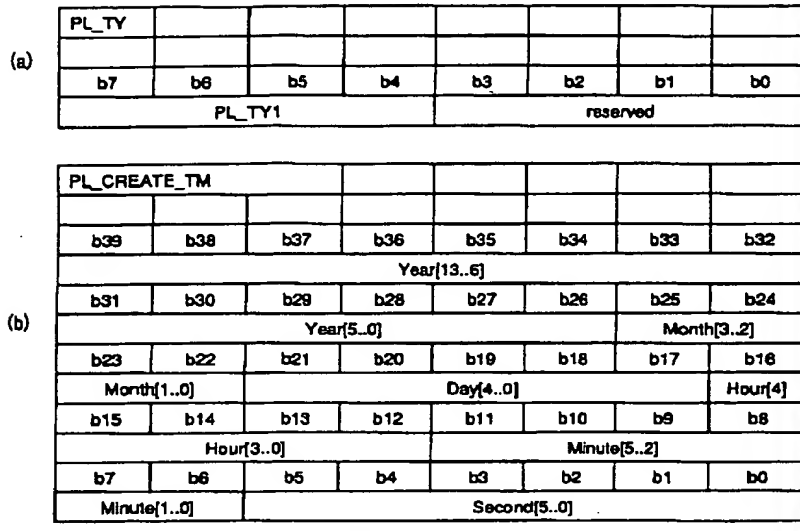 (a)
PL_TY
b7 b6 b5 b4 b3 b2 b1 b0
PL_TY1 reserved
(b)
PL_CREATE_TM
b39 b38 b37 b36 b35 b34 b33 b32
Year[13..6]
b31 b30 b29 b28 b27 b26 b25 b24
Year[5..0] Month[3..2]
b23 b22 b21 b20 b19 b18 b17 b16
Month[1..0] Day[4..0] Hour[4]
b15 b14 b13 b12 b11 b10 b9 b8
Hour[3..0] Minute[5..2]
b7 b6 b5 b4 b3 b2 b1 b0
Minute[1..0] Second[5..0]